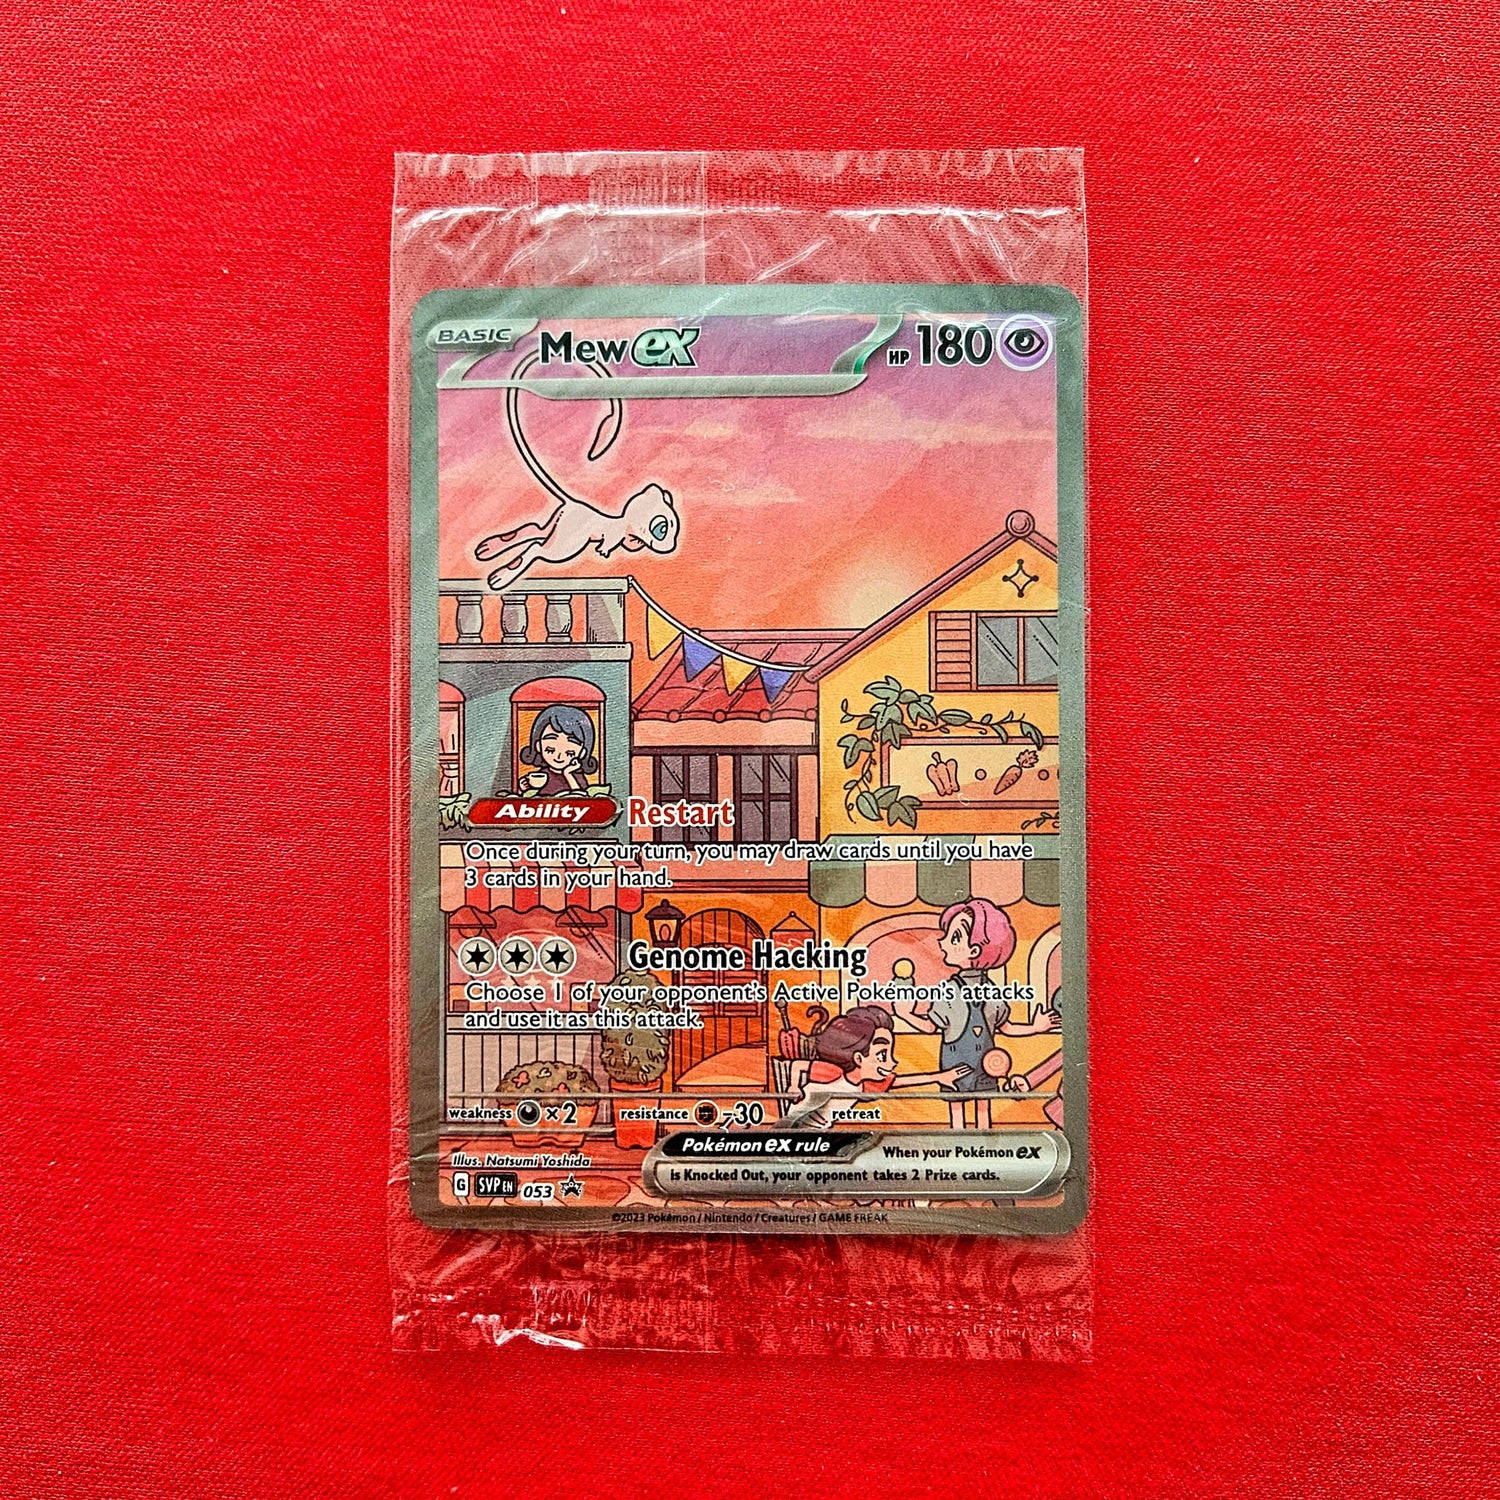 BASIC Mew ex HP 180
Ability Restart
Once during your turn, you may draw cards until you have
3 cards in your hand.
Genome Hacking
Choose 1 of your opponent's Active Pokémon's attacks
and use it as this attack.
weakness ×2 resistance -30 retreat
Pokémon ex rule When your Pokémon ex
is Knocked Out, your opponent takes 2 Prize cards.
Illus. Natsumi Yoshida
G SVP EN 053
©2023 Pokémon / Nintendo / Creatures / GAME FREAK